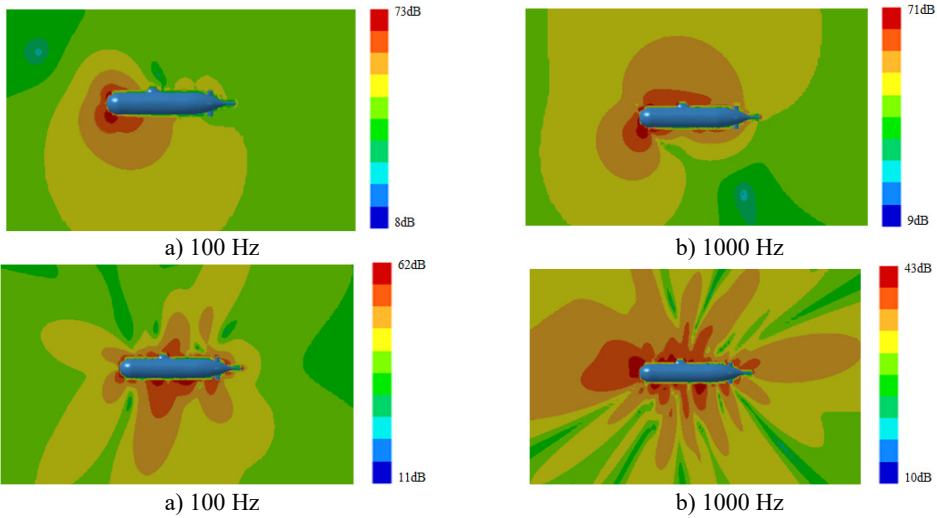 73dB
71dB
8dB
9dB
a) 100 Hz
b) 1000 Hz
62dB
43dB
11dB
10dB
a) 100 Hz
b) 1000 Hz